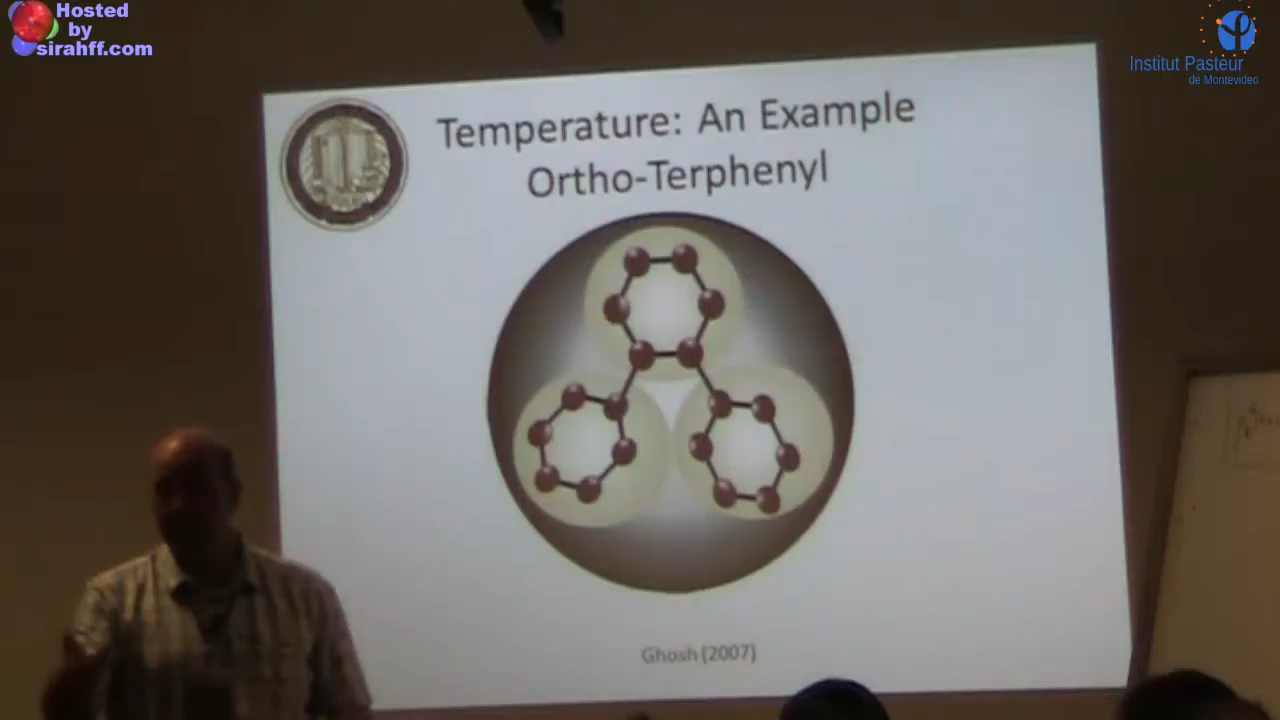 Hosted
by
sirahff.com
Institut Pasteur
de Montevideo
Temperature: An Example
Ortho-Terphenyl
Ghosh (2007)